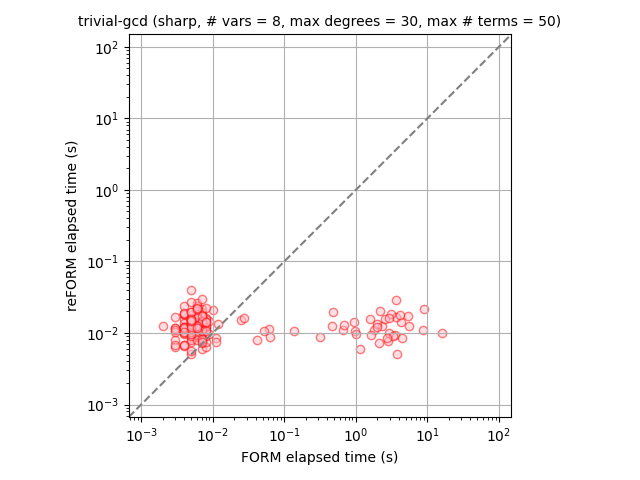 trivial-gcd (sharp, # vars = 8, max degrees = 30, max # terms = 50)
reFORM elapsed time (s)
10²
10¹
10⁰
10⁻¹
10⁻²
10⁻³
10⁻³ 10⁻² 10⁻¹ 10⁰ 10¹ 10²
FORM elapsed time (s)